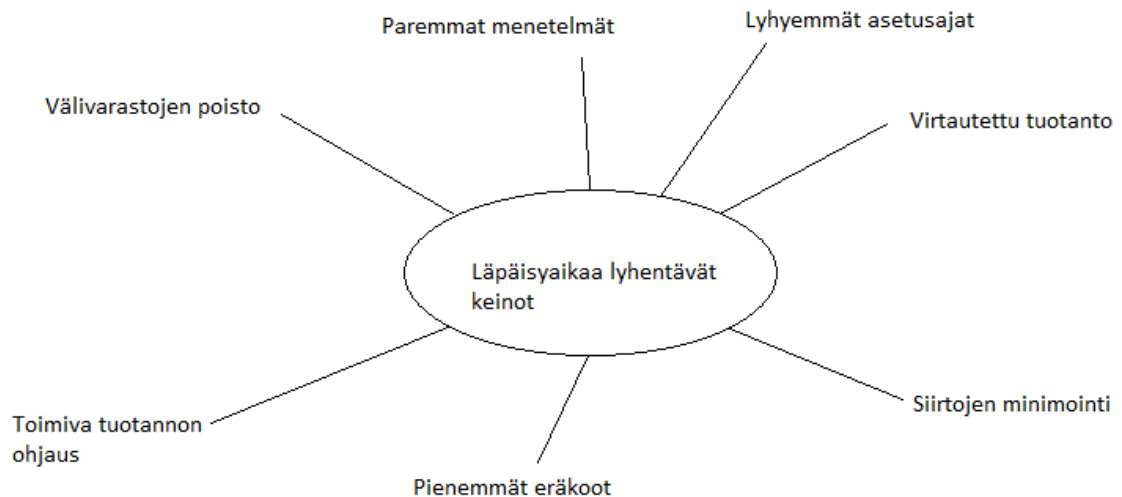 Paremmat menetelmät
Lyhyemmät asetusajat
Välivarastojen poisto
Virtautettu tuotanto
Läpäisyaikaa lyhentävät
keinot
Siirtojen minimointi
Toimiva tuotannon
ohjaus
Pienemmät eräkoot